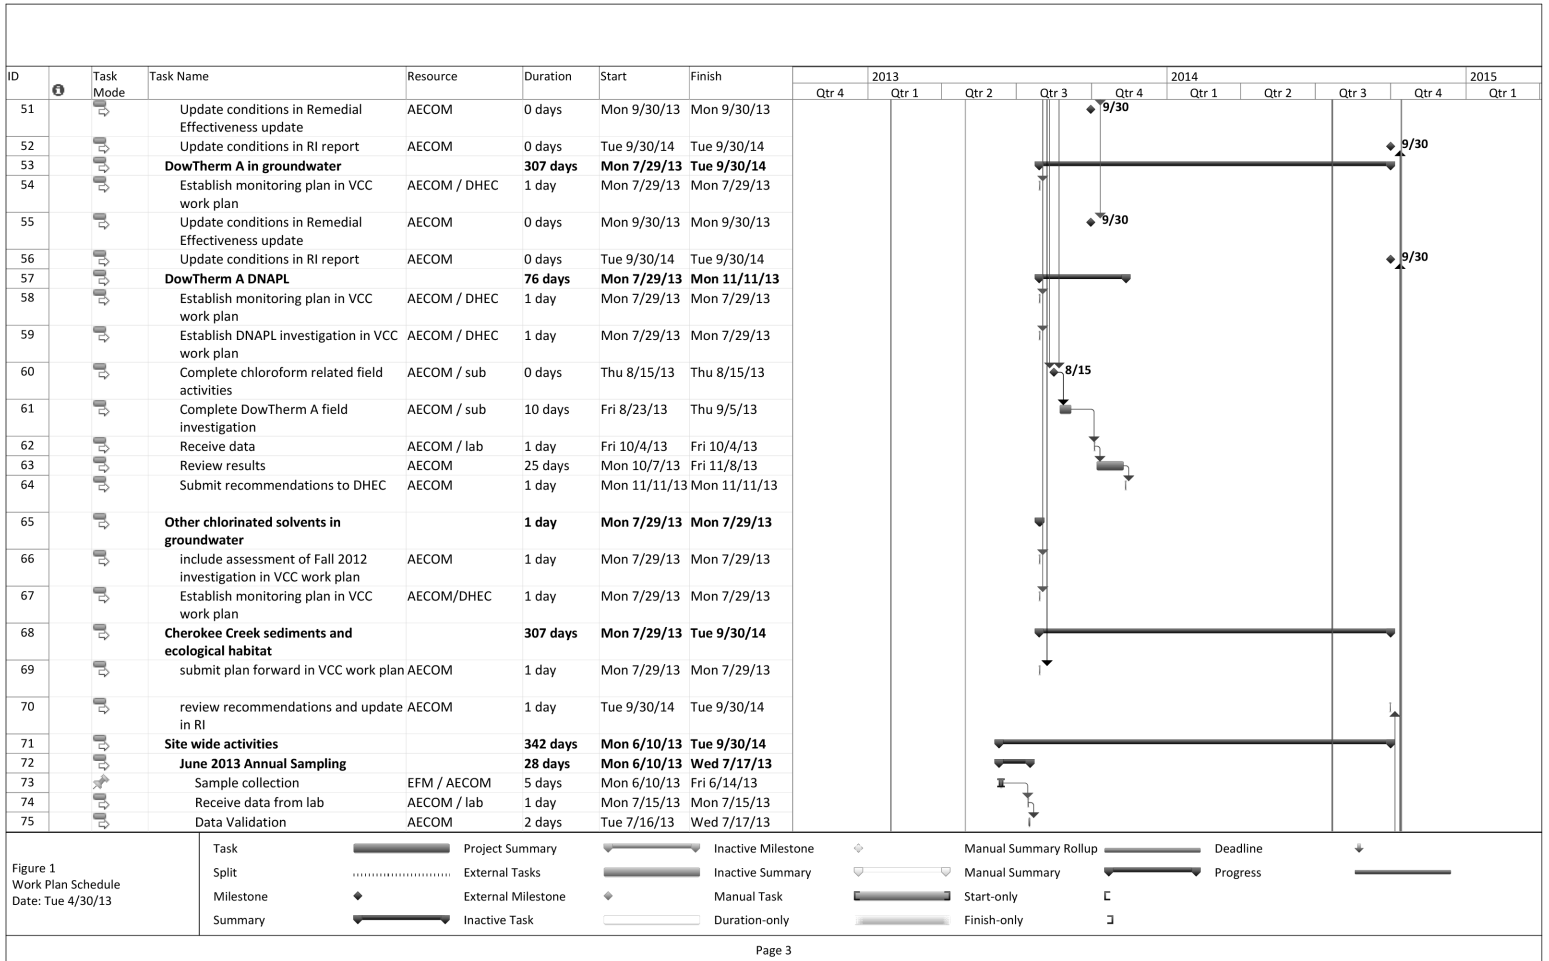 ID Task Mode Task Name Resource Duration Start Finish
2013 2014 2015
Qtr 4 Qtr 1 Qtr 2 Qtr 3 Qtr 4 Qtr 1 Qtr 2 Qtr 3 Qtr 4 Qtr 1
51 Update conditions in Remedial AECOM 0 days Mon 9/30/13 Mon 9/30/13 9/30
Effectiveness update
52 Update conditions in RI report AECOM 0 days Tue 9/30/14 Tue 9/30/14 9/30
53 DowTherm A in groundwater 307 days Mon 7/29/13 Tue 9/30/14
54 Establish monitoring plan in VCC AECOM / DHEC 1 day Mon 7/29/13 Mon 7/29/13
work plan
55 Update conditions in Remedial AECOM 0 days Mon 9/30/13 Mon 9/30/13 9/30
Effectiveness update
56 Update conditions in RI report AECOM 0 days Tue 9/30/14 Tue 9/30/14 9/30
57 DowTherm A DNAPL 76 days Mon 7/29/13 Mon 11/11/13
58 Establish monitoring plan in VCC AECOM / DHEC 1 day Mon 7/29/13 Mon 7/29/13
work plan
59 Establish DNAPL investigation in VCC AECOM / DHEC 1 day Mon 7/29/13 Mon 7/29/13
work plan
60 Complete chloroform related field AECOM / sub 0 days Thu 8/15/13 Thu 8/15/13 8/15
activities
61 Complete DowTherm A field AECOM / sub 10 days Fri 8/23/13 Thu 9/5/13
investigation
62 Receive data AECOM / lab 1 day Fri 10/4/13 Fri 10/4/13
63 Review results AECOM 25 days Mon 10/7/13 Fri 11/8/13
64 Submit recommendations to DHEC AECOM 1 day Mon 11/11/13 Mon 11/11/13
65 Other chlorinated solvents in 1 day Mon 7/29/13 Mon 7/29/13
groundwater
66 include assessment of Fall 2012 AECOM 1 day Mon 7/29/13 Mon 7/29/13
investigation in VCC work plan
67 Establish monitoring plan in VCC AECOM/DHEC 1 day Mon 7/29/13 Mon 7/29/13
work plan
68 Cherokee Creek sediments and 307 days Mon 7/29/13 Tue 9/30/14
ecological habitat
69 submit plan forward in VCC work plan AECOM 1 day Mon 7/29/13 Mon 7/29/13
70 review recommendations and update AECOM 1 day Tue 9/30/14 Tue 9/30/14
in RI
71 Site wide activities 342 days Mon 6/10/13 Tue 9/30/14
72 June 2013 Annual Sampling 28 days Mon 6/10/13 Wed 7/17/13
73 Sample collection EFM / AECOM 5 days Mon 6/10/13 Fri 6/14/13
74 Receive data from lab AECOM / lab 1 day Mon 7/15/13 Mon 7/15/13
75 Data Validation AECOM 2 days Tue 7/16/13 Wed 7/17/13
Figure 1
Work Plan Schedule
Date: Tue 4/30/13
Task Project Summary Inactive Milestone Manual Summary Rollup Deadline
Split External Tasks Inactive Summary Manual Summary Progress
Milestone External Milestone Manual Task Start-only
Summary Inactive Task Duration-only Finish-only
Page 3